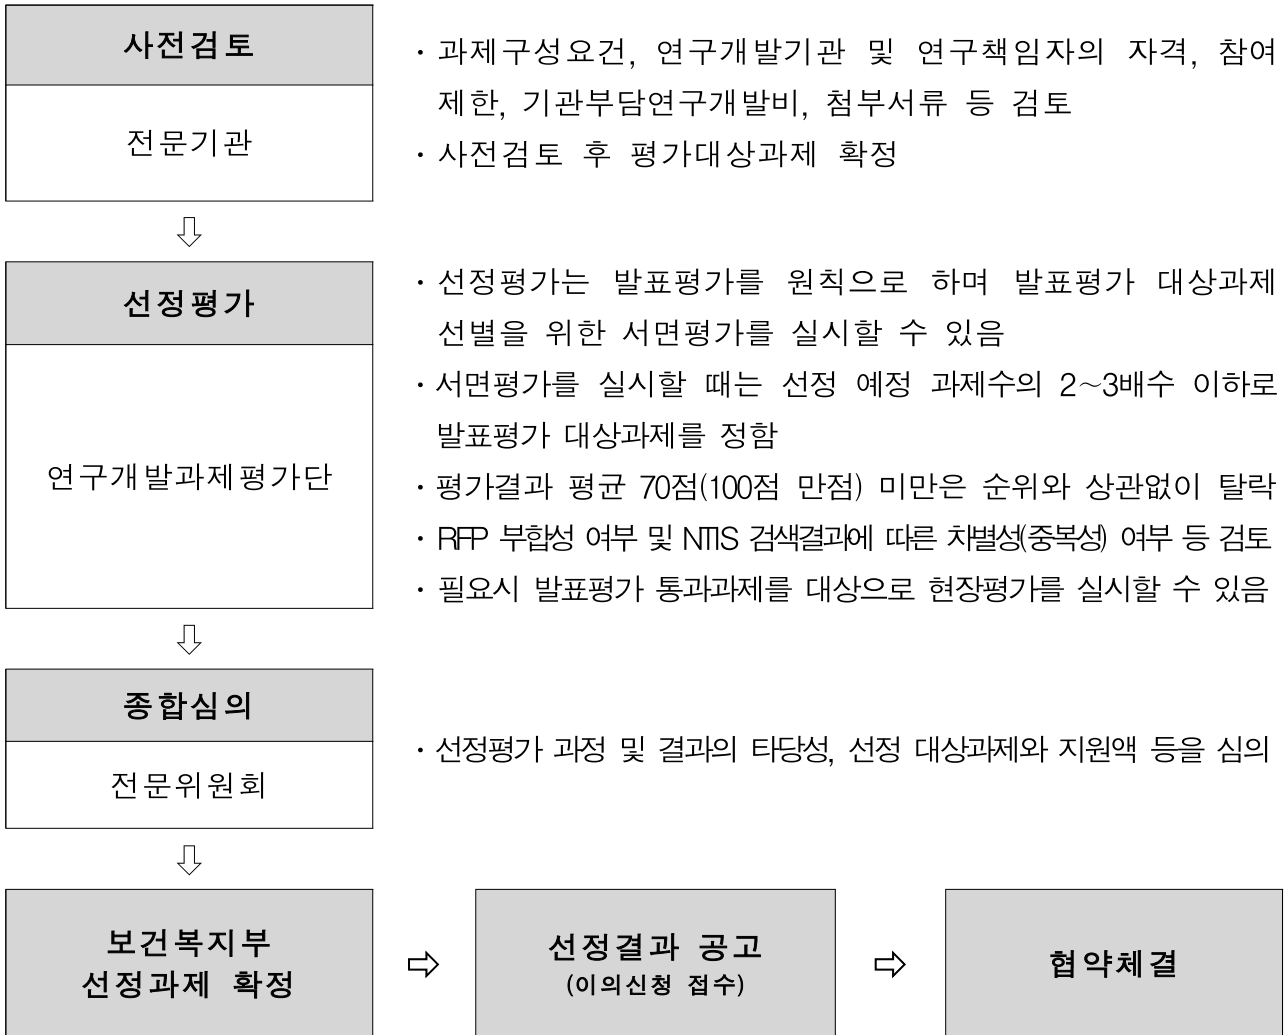 사전검토
전문기관
· 과제구성요건, 연구개발기관 및 연구책임자의 자격, 참여
제한, 기관부담연구개발비, 첨부서류 등 검토
· 사전검토 후 평가대상과제 확정
⇩
선정평가
연구개발과제평가단
· 선정평가는 발표평가를 원칙으로 하며 발표평가 대상과제
선별을 위한 서면평가를 실시할 수 있음
· 서면평가를 실시할 때는 선정 예정 과제수의 2~3배수 이하로
발표평가 대상과제를 정함
· 평가결과 평균 70점(100점 만점) 미만은 순위와 상관없이 탈락
· RFP 부합성 여부 및 NTIS 검색결과에 따른 차별성(중복성) 여부 등 검토
· 필요시 발표평가 통과과제를 대상으로 현장평가를 실시할 수 있음
⇩
종합심의
전문위원회
· 선정평가 과정 및 결과의 타당성, 선정 대상과제와 지원액 등을 심의
⇩
보건복지부
선정과제 확정
⇨
선정결과 공고
(이의신청 접수)
⇨
협약체결